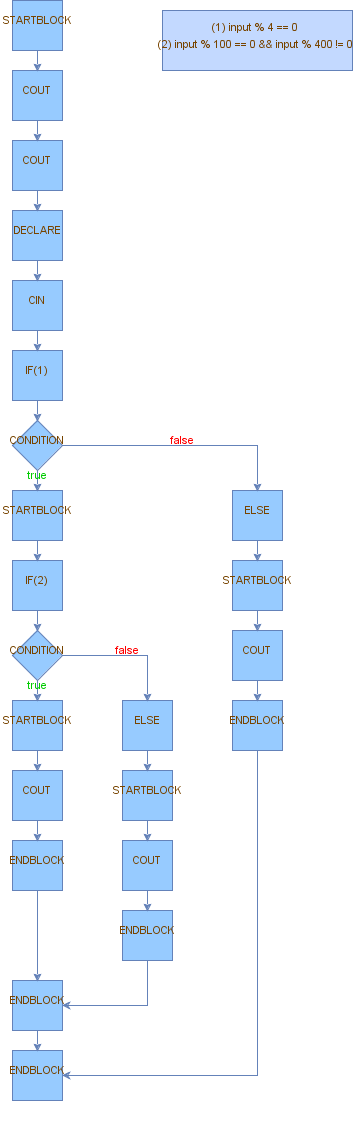 STARTBLOCK
(1) input % 4 == 0
(2) input % 100 == 0 && input % 400 != 0
COUT
COUT
DECLARE
CIN
IF(1)
CONDITION
false
true
STARTBLOCK
ELSE
IF(2)
STARTBLOCK
CONDITION
false
COUT
true
STARTBLOCK
ELSE
ENDBLOCK
COUT
STARTBLOCK
ENDBLOCK
COUT
ENDBLOCK
ENDBLOCK
ENDBLOCK